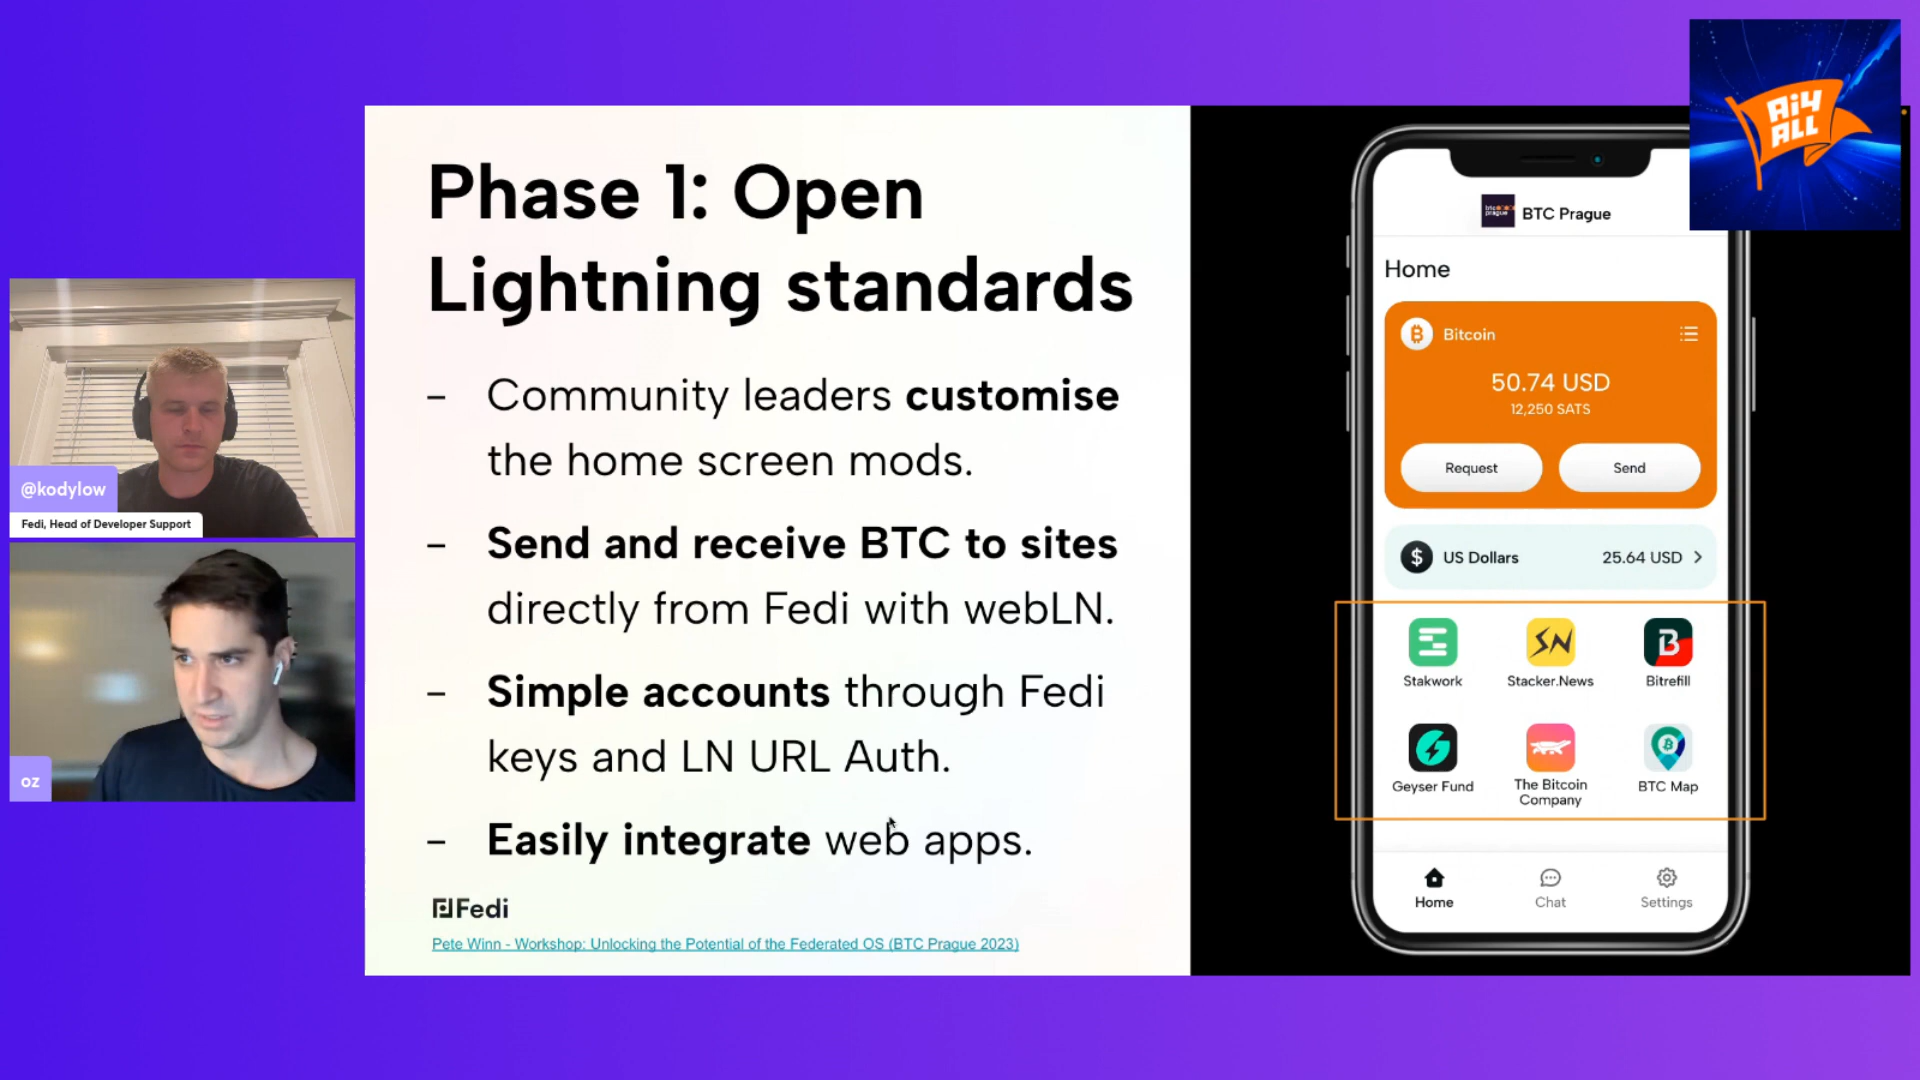 Ai4
ALL
Phase 1: Open
Lightning standards
- Community leaders customise
the home screen mods.
- Send and receive BTC to sites
directly from Fedi with webLN.
- Simple accounts through Fedi
keys and LN URL Auth.
- Easily integrate web apps.
Fedi
Pete Winn - Workshop: Unlocking the Potential of the Federated OS (BTC Prague 2023)
@kodylow
Fedi, Head of Developer Support
oz
btc
prague
BTC Prague
Home
Bitcoin
50.74 USD
12,250 SATS
Request
Send
$
US Dollars
25.64 USD
Stakwork
SN
Stacker.News
B
Bitrefill
Geyser Fund
The Bitcoin
Company
BTC Map
Home
Chat
Settings